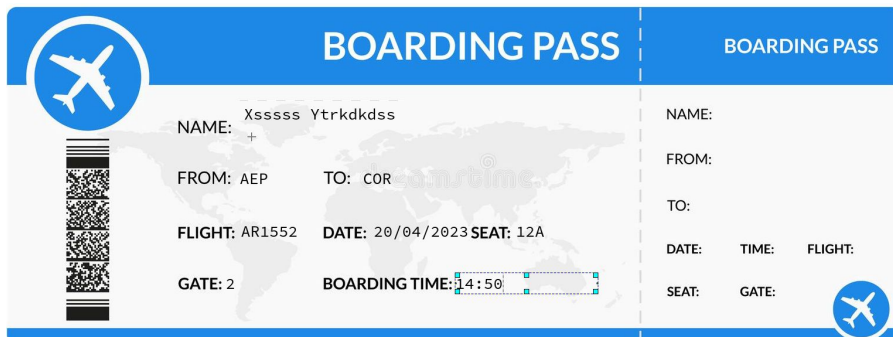 BOARDING PASS
BOARDING PASS
NAME: Xsssss Ytrkdkdss
FROM: AEP TO: COR
FLIGHT: AR1552 DATE: 20/04/2023 SEAT: 12A
GATE: 2 BOARDING TIME: 14:50
NAME:
FROM:
TO:
DATE: TIME: FLIGHT:
SEAT: GATE:
dreamstime